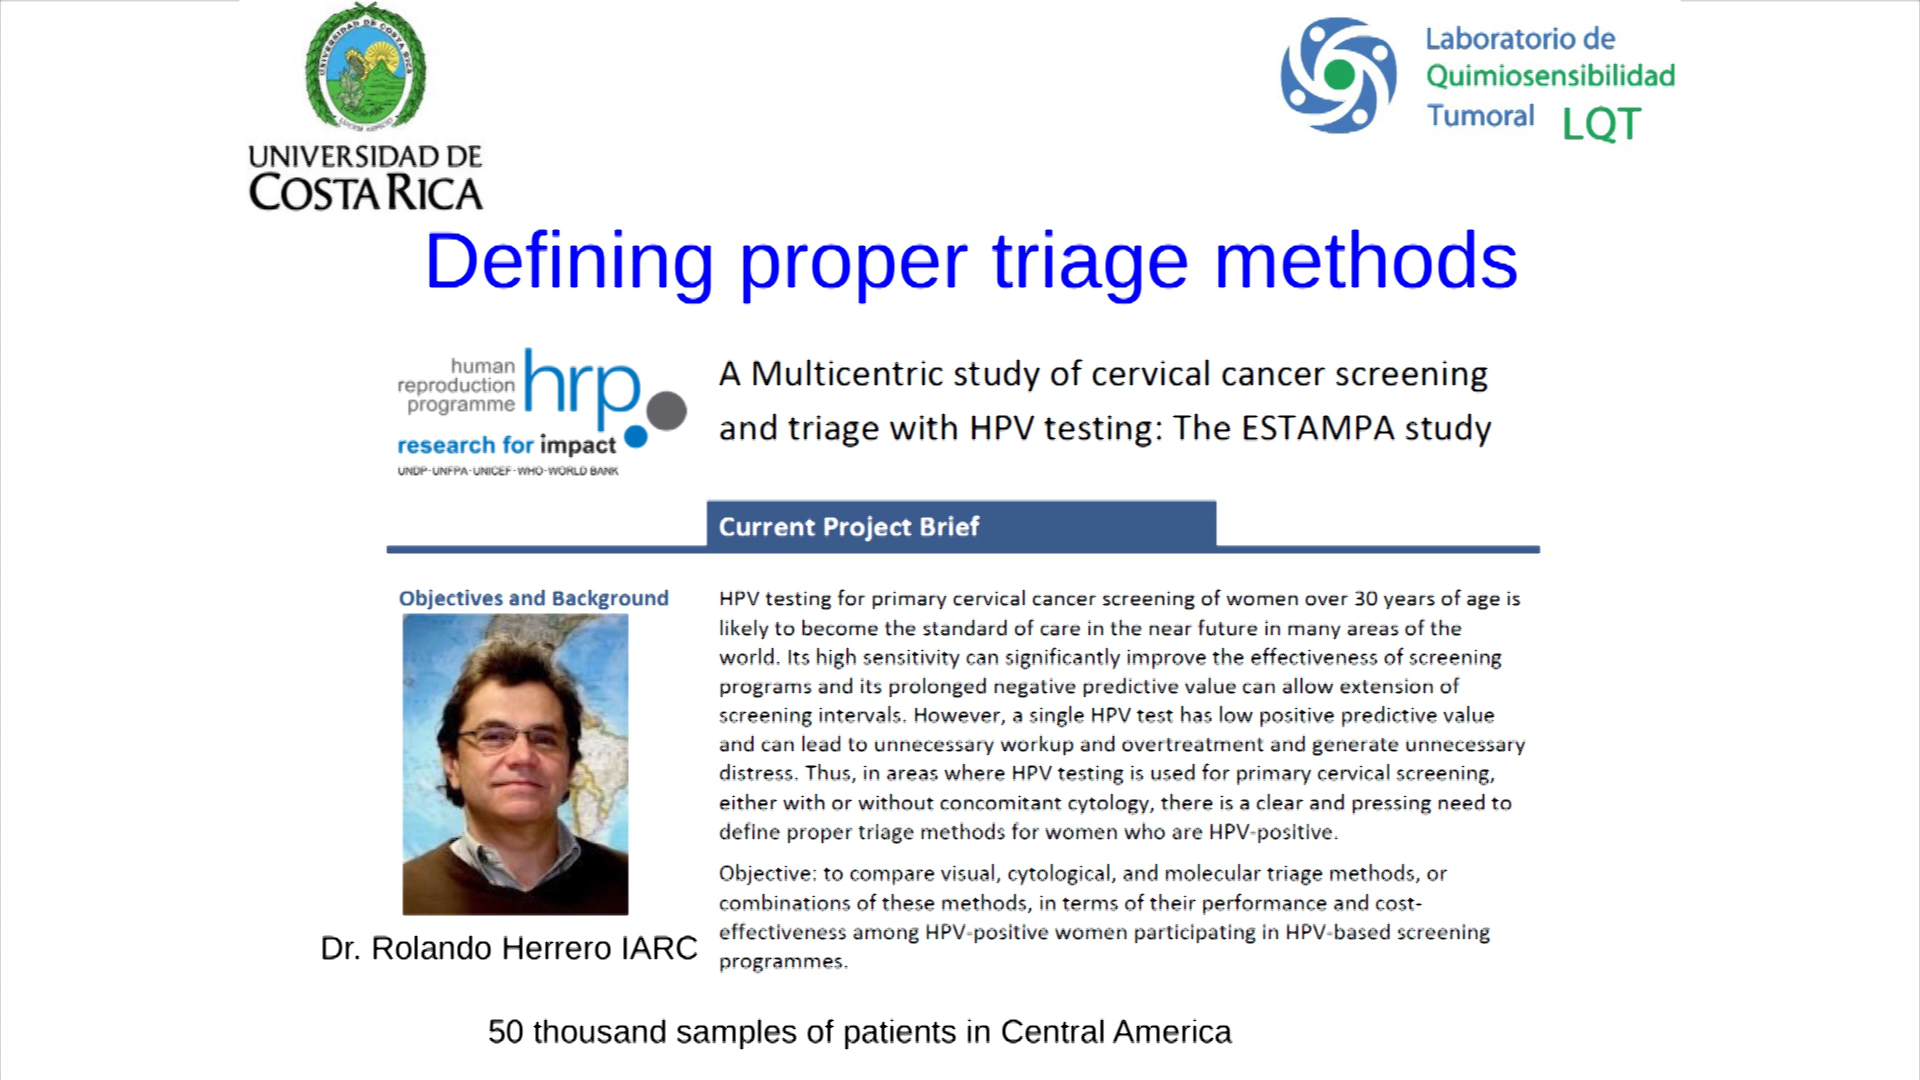 UNIVERSIDAD DE COSTA RICA
LUCEM ASPICIO
UNIVERSIDAD DE
COSTA RICA
Laboratorio de
Quimiosensibilidad
Tumoral LQT
Defining proper triage methods
human
reproduction
programme
hrp
research for impact
UNDP·UNFPA·UNICEF·WHO·WORLD BANK
A Multicentric study of cervical cancer screening
and triage with HPV testing: The ESTAMPA study
Current Project Brief
Objectives and Background
HPV testing for primary cervical cancer screening of women over 30 years of age is
likely to become the standard of care in the near future in many areas of the
world. Its high sensitivity can significantly improve the effectiveness of screening
programs and its prolonged negative predictive value can allow extension of
screening intervals. However, a single HPV test has low positive predictive value
and can lead to unnecessary workup and overtreatment and generate unnecessary
distress. Thus, in areas where HPV testing is used for primary cervical screening,
either with or without concomitant cytology, there is a clear and pressing need to
define proper triage methods for women who are HPV-positive.
Objective: to compare visual, cytological, and molecular triage methods, or
combinations of these methods, in terms of their performance and cost-
effectiveness among HPV-positive women participating in HPV-based screening
programmes.
Dr. Rolando Herrero IARC
50 thousand samples of patients in Central America